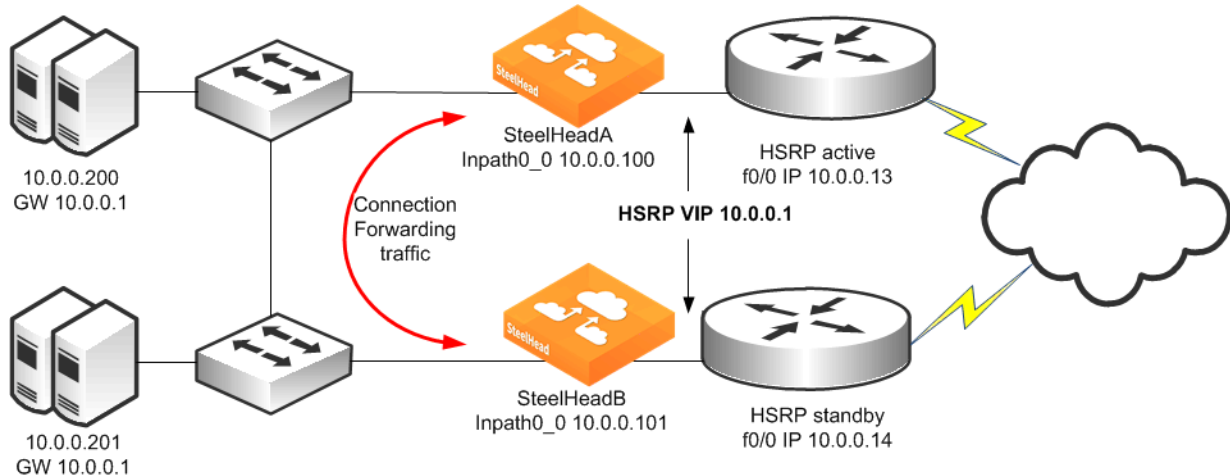 SteelHead
SteelHeadA
Inpath0_0 10.0.0.100
HSRP active
f0/0 IP 10.0.0.13
10.0.0.200
GW 10.0.0.1
Connection
Forwarding
traffic
HSRP VIP 10.0.0.1
SteelHead
SteelHeadB
Inpath0_0 10.0.0.101
HSRP standby
f0/0 IP 10.0.0.14
10.0.0.201
GW 10.0.0.1